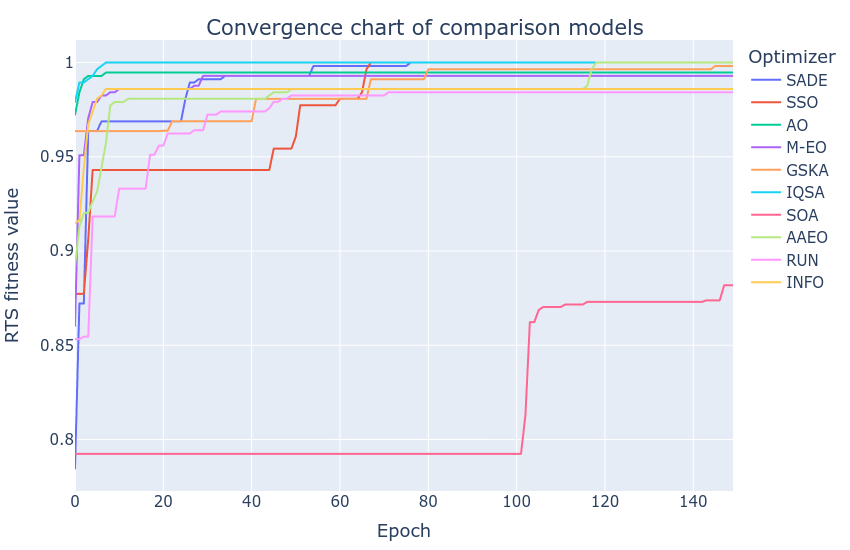 Convergence chart of comparison models
RTS fitness value
1
0.95
0.9
0.85
0.8
0
20
40
60
80
100
120
140
Epoch
Optimizer
SADE
SSO
AO
M-EO
GSKA
IQSA
SOA
AAEO
RUN
INFO